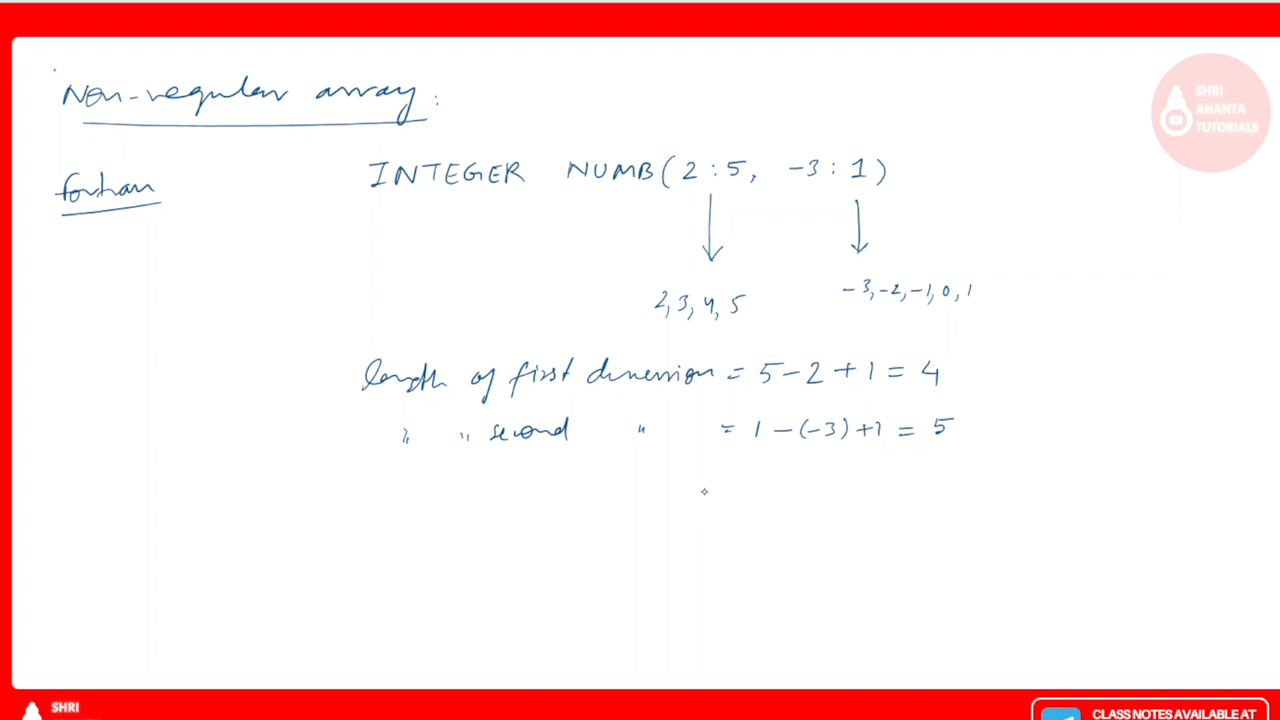 Non-regular array :
SHRI
ANANTA
TUTORIALS
fortran
INTEGER NUMB(2 : 5, -3 : 1)
2, 3, 4, 5
-3, -2, -1, 0, 1
length of first dimension = 5 - 2 + 1 = 4
" " second " = 1 - (-3) + 1 = 5
SHRI
CLASS NOTES AVAILABLE AT